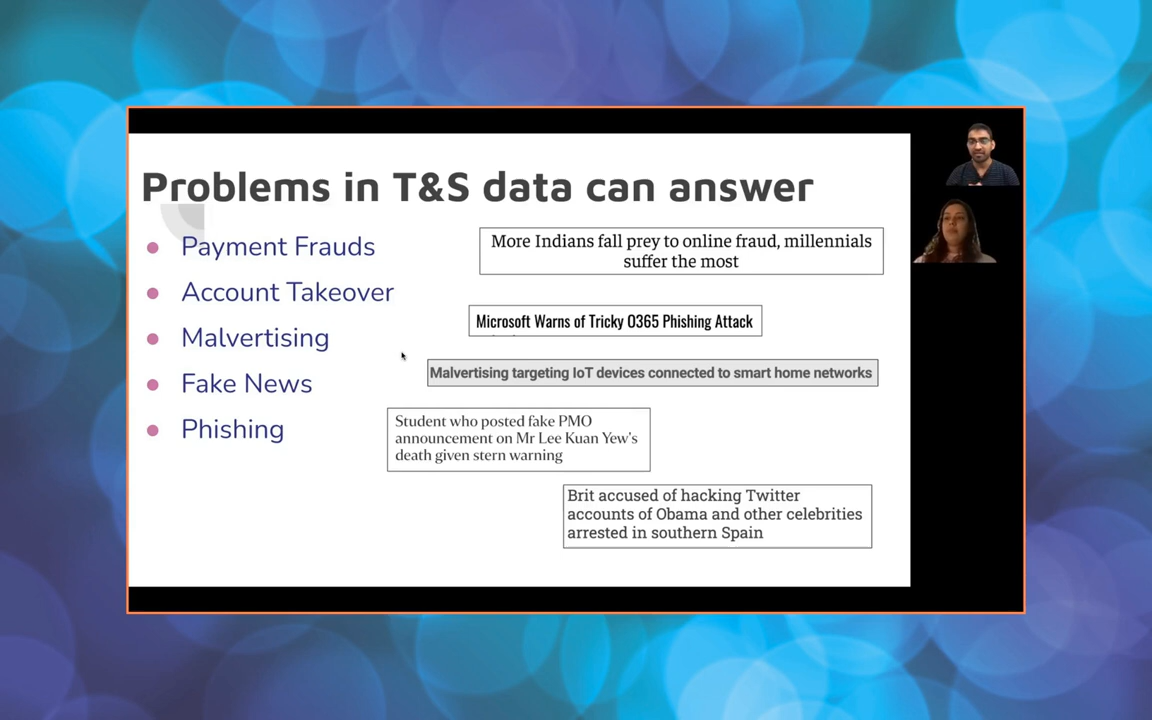 Problems in T&S data can answer
Payment Frauds
Account Takeover
Malvertising
Fake News
Phishing
More Indians fall prey to online fraud, millennials
suffer the most
Microsoft Warns of Tricky O365 Phishing Attack
Malvertising targeting IoT devices connected to smart home networks
Student who posted fake PMO
announcement on Mr Lee Kuan Yew's
death given stern warning
Brit accused of hacking Twitter
accounts of Obama and other celebrities
arrested in southern Spain